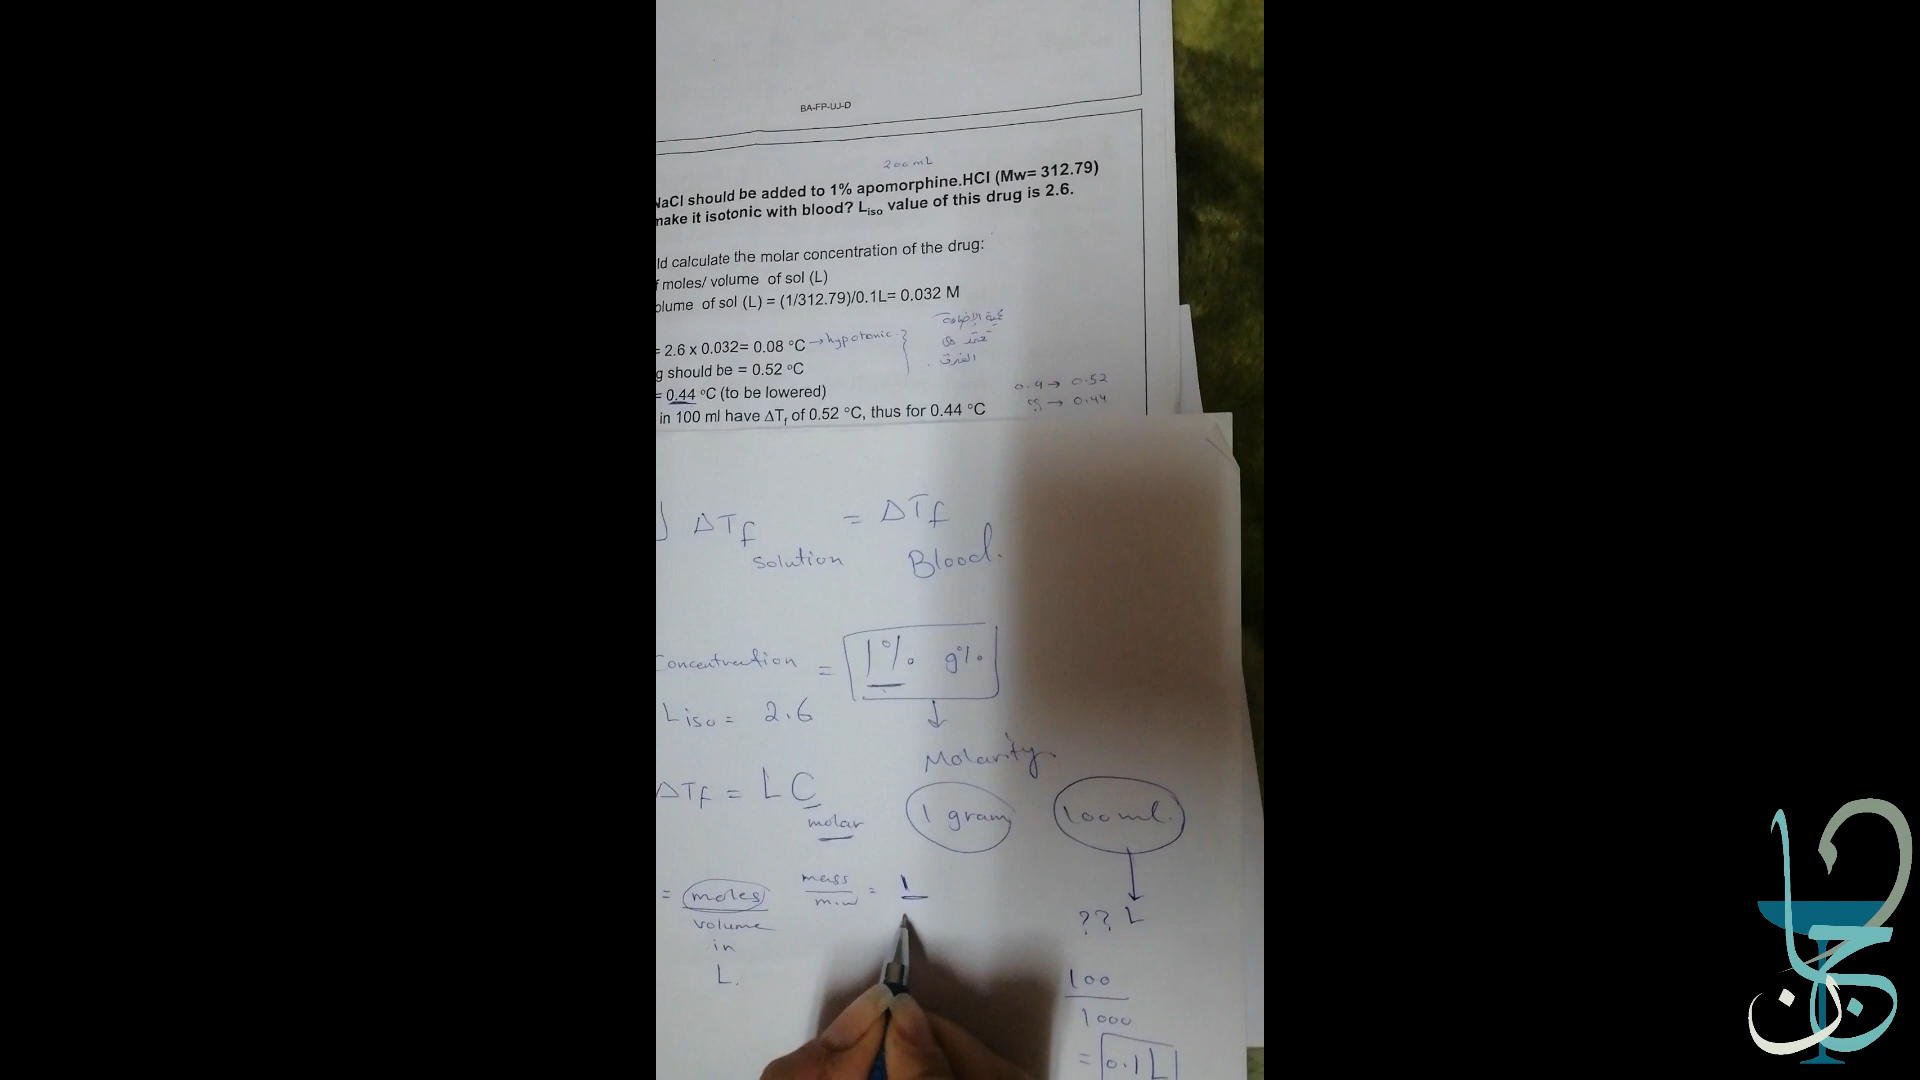 BA-FP-UJ-D
200 mL
NaCl should be added to 1% apomorphine.HCl (Mw= 312.79)
make it isotonic with blood? Liso value of this drug is 2.6.
ld calculate the molar concentration of the drug:
f moles/ volume of sol (L)
olume of sol (L) = (1/312.79)/0.1L= 0.032 M
= 2.6 x 0.032= 0.08 °C → hypotonic
كمية الإضافة
تعتمد على
الفرق
g should be = 0.52 °C
= 0.44 °C (to be lowered)
0.9 → 0.52
in 100 ml have ΔTf of 0.52 °C, thus for 0.44 °C
?? → 0.44
ΔTf solution = ΔTf Blood.
Concentration = 1% g%
Liso = 2.6
Molarity
ΔTf = LC
molar
1 gram
100 ml.
= moles
volume
in
L.
mass
m.w
= 1
?? L
100
1000
= 0.1 L